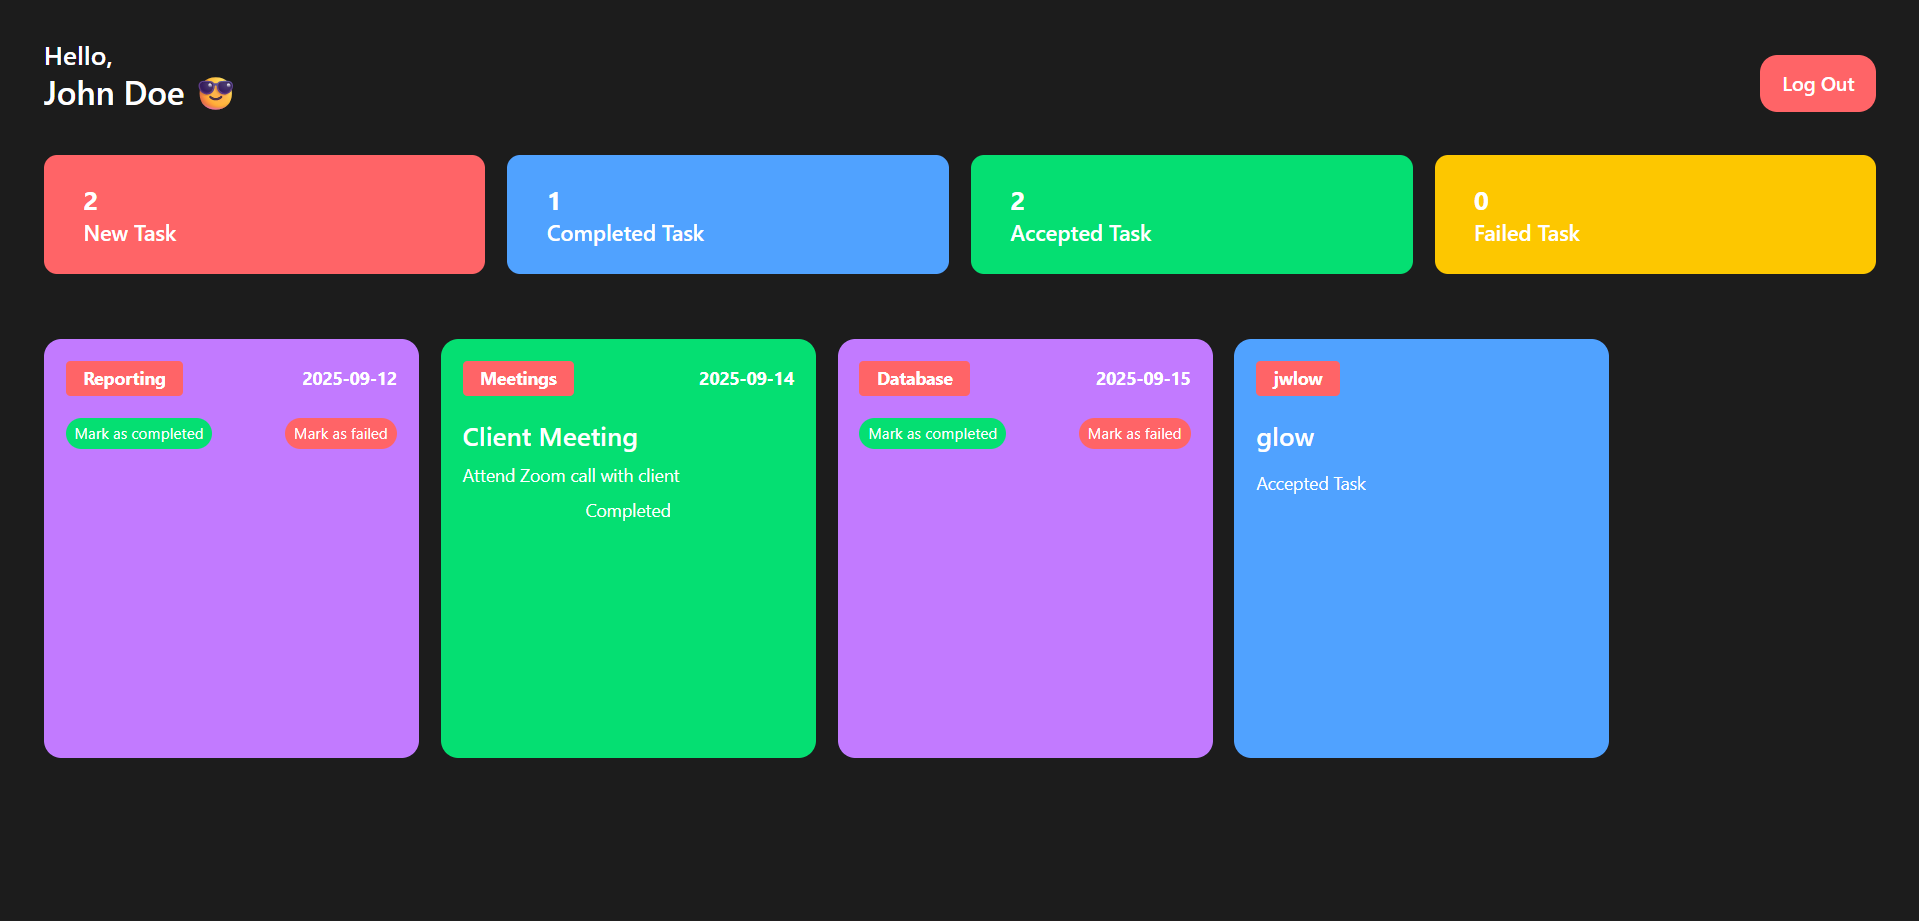 Hello,
John Doe 😎
Log Out
2
New Task
1
Completed Task
2
Accepted Task
0
Failed Task
Reporting 2025-09-12
Mark as completed Mark as failed
Meetings 2025-09-14
Client Meeting
Attend Zoom call with client
Completed
Database 2025-09-15
Mark as completed Mark as failed
jwlow
glow
Accepted Task